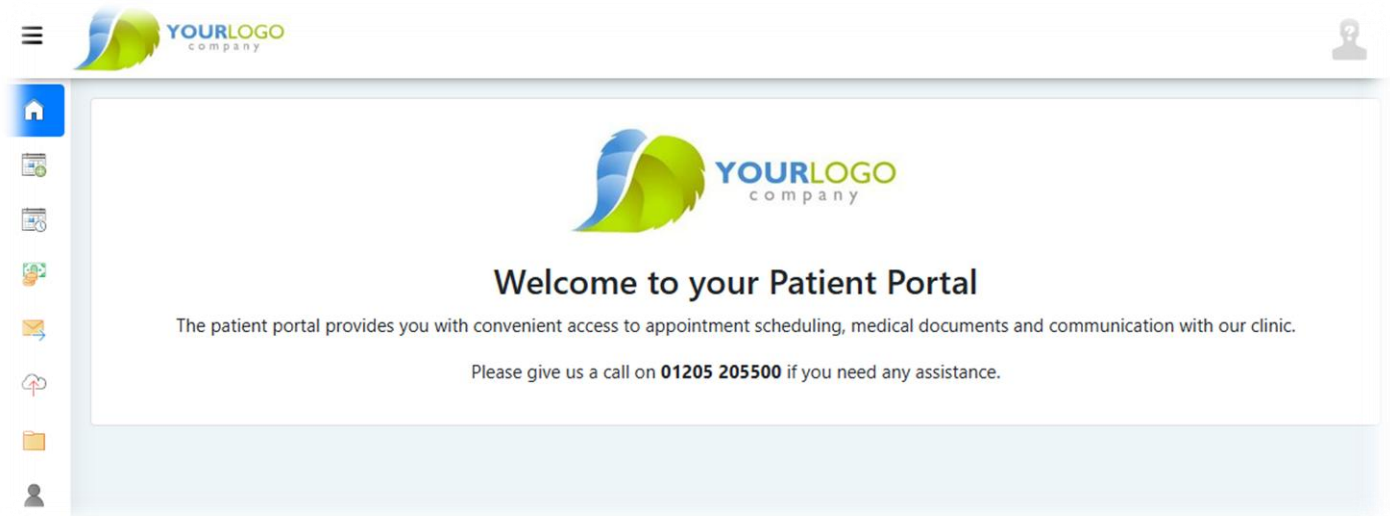 YOURLOGO
company
YOURLOGO
company
Welcome to your Patient Portal
The patient portal provides you with convenient access to appointment scheduling, medical documents and communication with our clinic.
Please give us a call on 01205 205500 if you need any assistance.